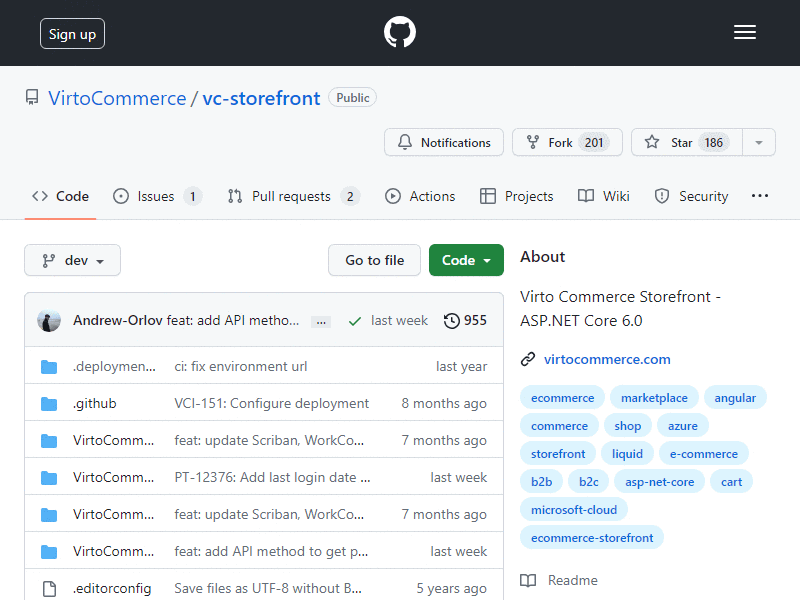 Sign up
VirtoCommerce / vc-storefront Public
Notifications Fork 201 Star 186
Code Issues 1 Pull requests 2 Actions Projects Wiki Security
dev Go to file Code
Andrew-Orlov feat: add API metho... ... last week 955
.deploymen... ci: fix environment url last year
.github VCI-151: Configure deployment 8 months ago
VirtoComm... feat: update Scriban, WorkCo... 7 months ago
VirtoComm... PT-12376: Add last login date ... last week
VirtoComm... feat: update Scriban, WorkCo... 7 months ago
VirtoComm... feat: add API method to get p... last week
.editorconfig Save files as UTF-8 without B... 5 years ago
About
Virto Commerce Storefront -
ASP.NET Core 6.0
virtocommerce.com
ecommerce marketplace angular
commerce shop azure
storefront liquid e-commerce
b2b b2c asp-net-core cart
microsoft-cloud
ecommerce-storefront
Readme